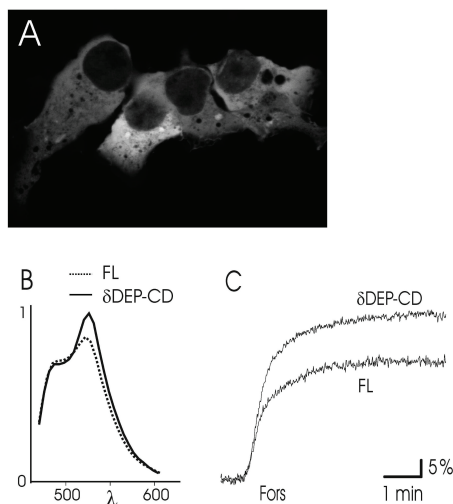 A
B
FL
δDEP-CD
1
0
500
λ
600
C
δDEP-CD
FL
Fors
5%
1 min